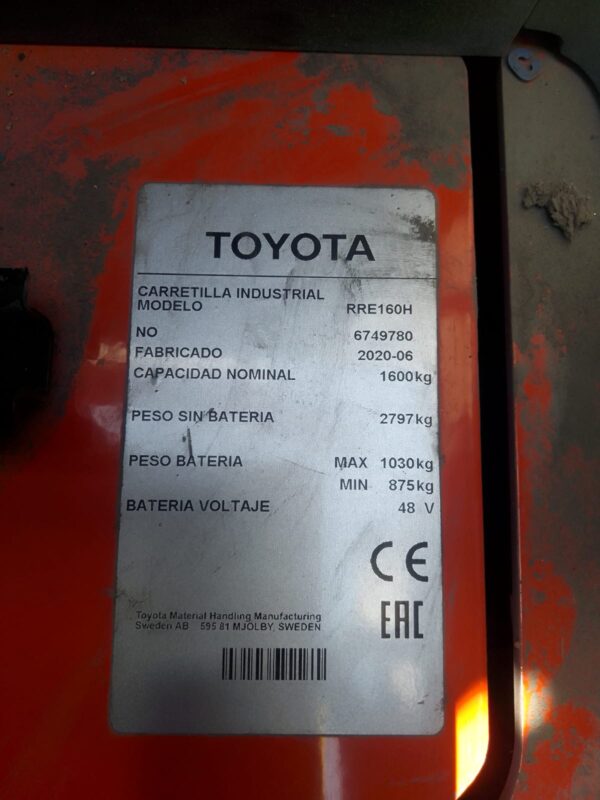 TOYOTA
CARRETILLA INDUSTRIAL
MODELO RRE160H
NO 6749780
FABRICADO 2020-06
CAPACIDAD NOMINAL 1600kg
PESO SIN BATERIA 2797kg
PESO BATERIA MAX 1030kg
MIN 875kg
BATERIA VOLTAJE 48 V
CE
EAC
Toyota Material Handling Manufacturing
Sweden AB 595 81 MJOLBY, SWEDEN